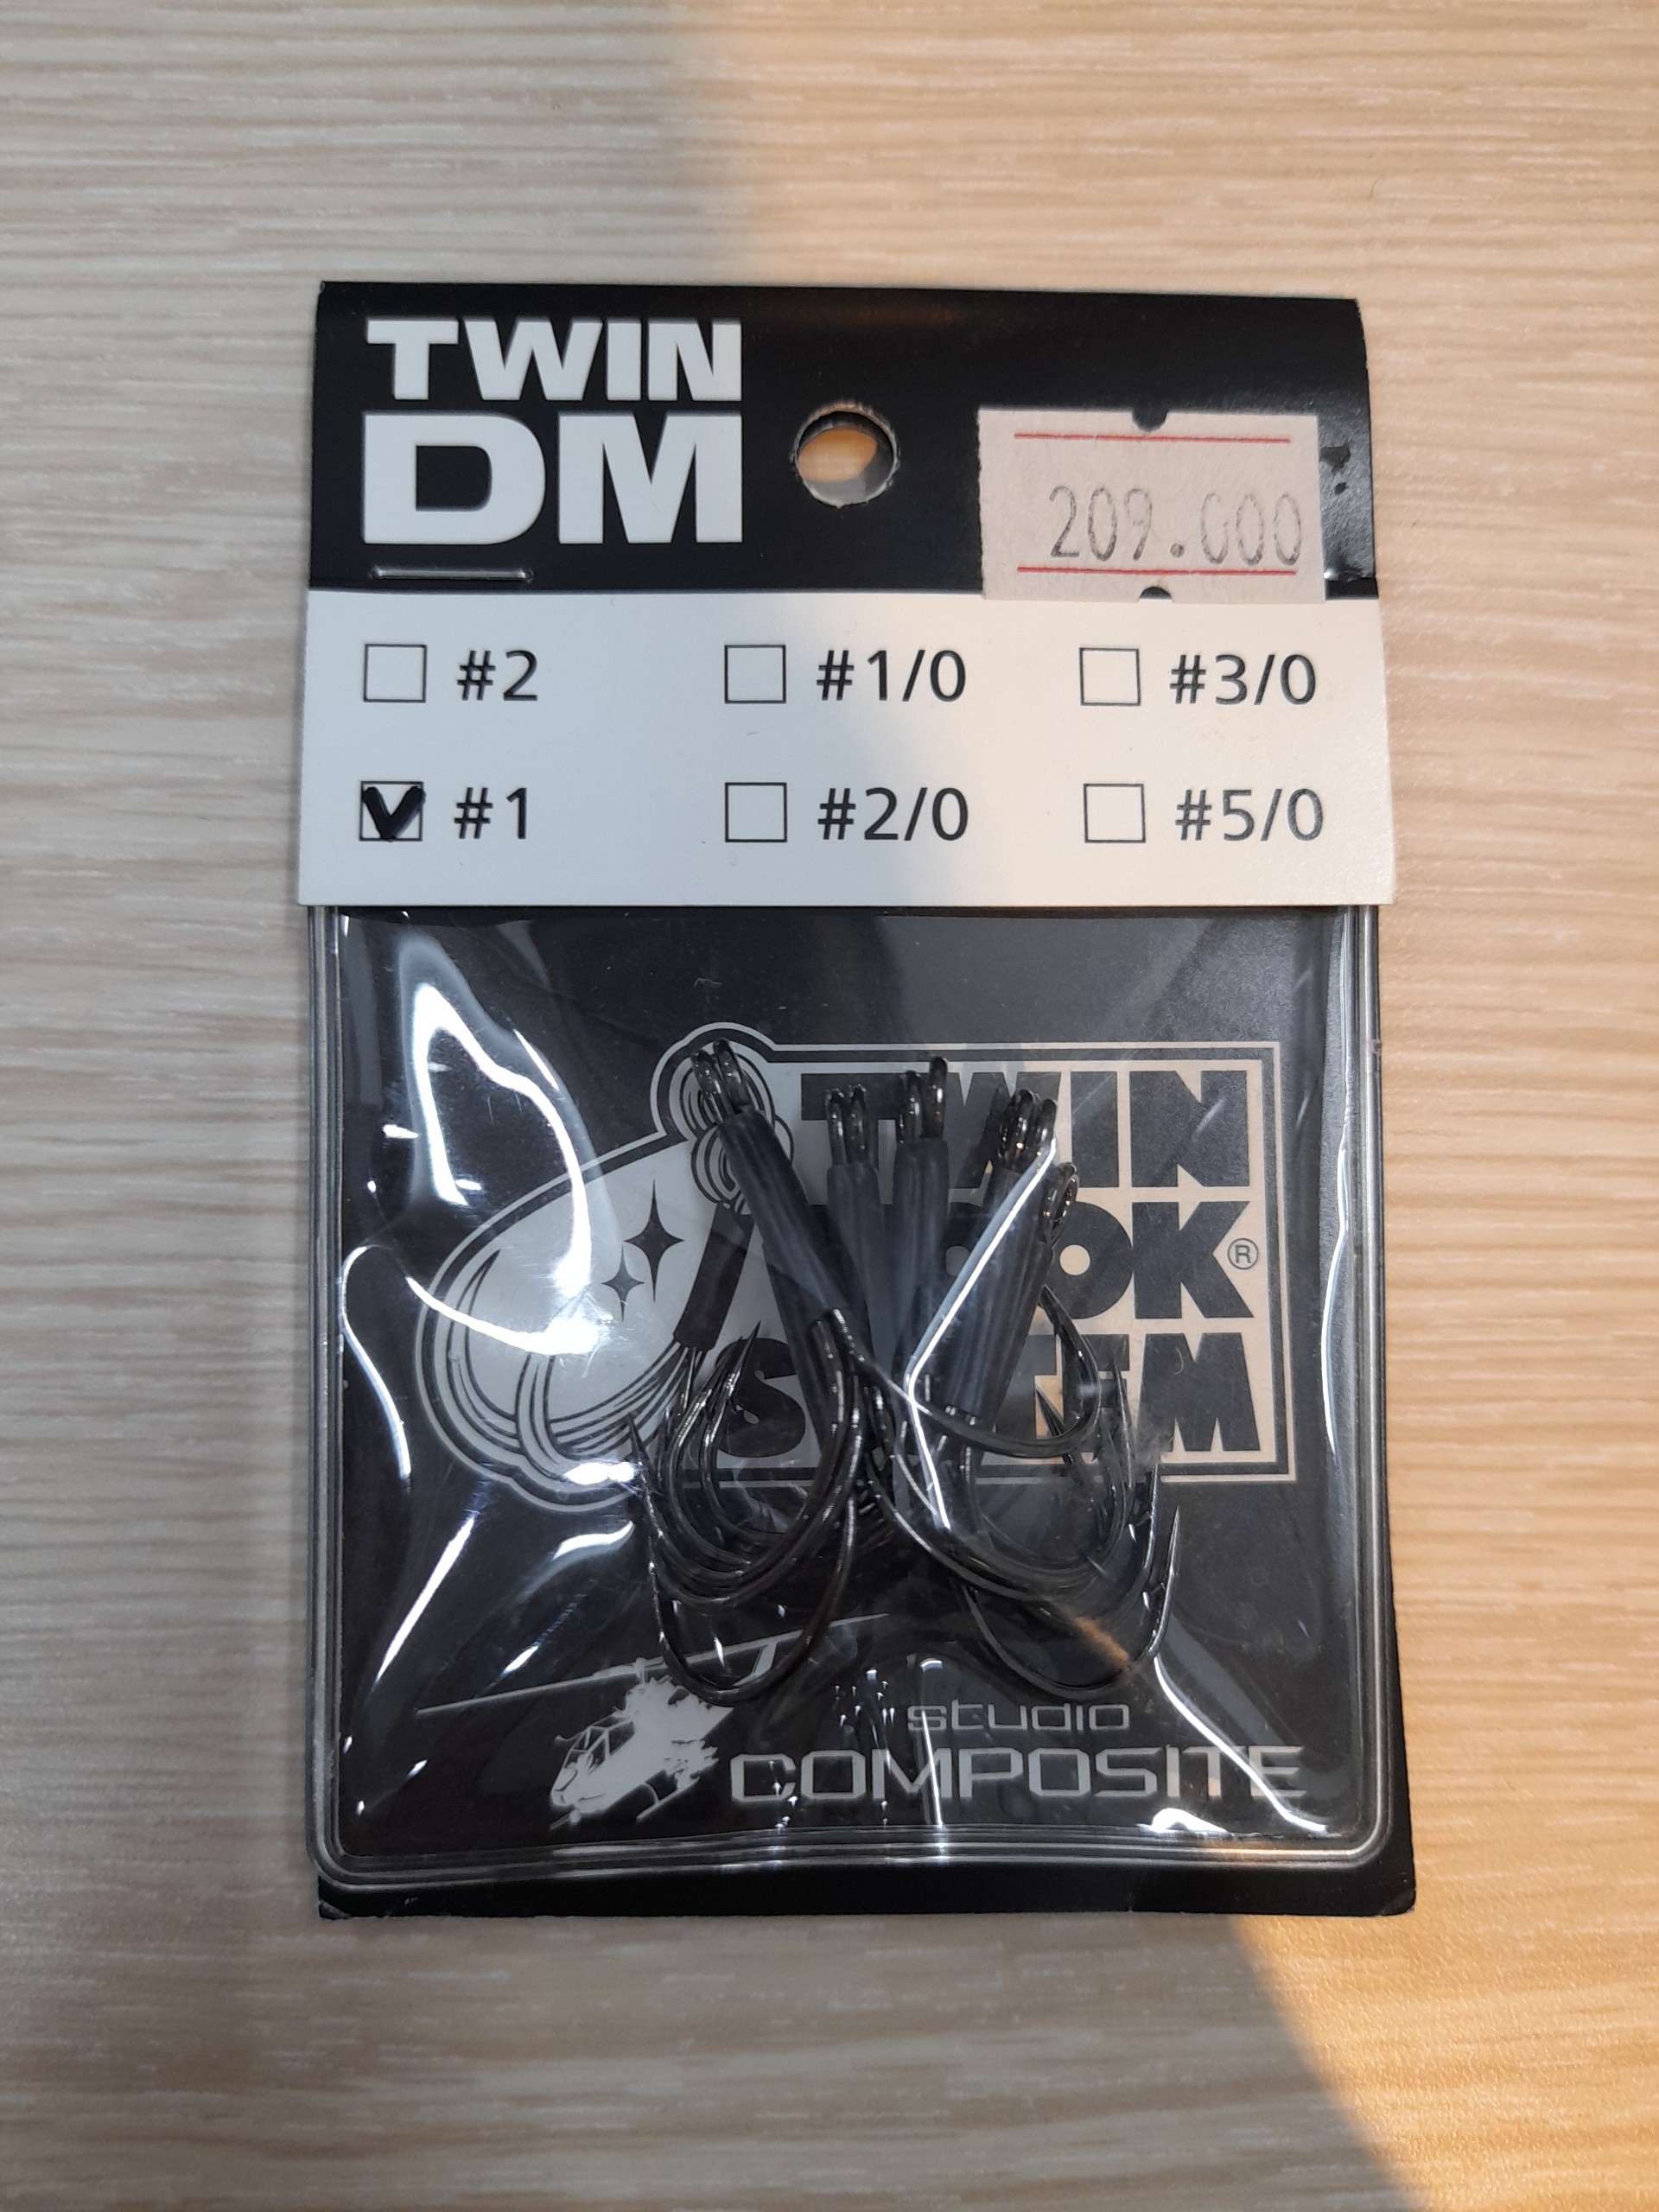 TWIN
DM
209.000
#2 #1/0 #3/0
#1 #2/0 #5/0
TWIN
®
studio
COMPOSITE